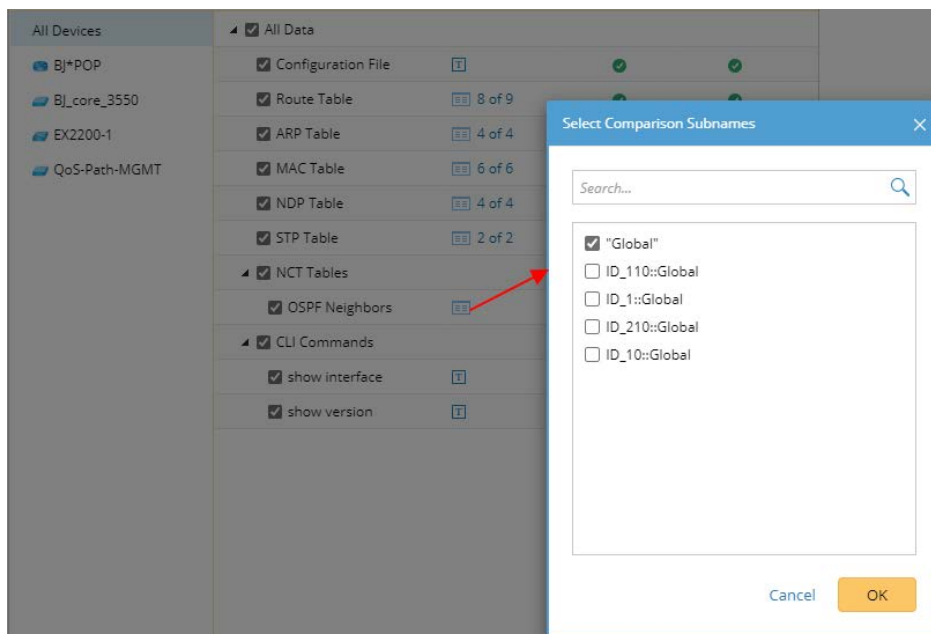 All Devices
BJ*POP
BJ_core_3550
EX2200-1
QoS-Path-MGMT
All Data
Configuration File
Route Table 8 of 9
ARP Table 4 of 4
MAC Table 6 of 6
NDP Table 4 of 4
STP Table 2 of 2
NCT Tables
OSPF Neighbors
CLI Commands
show interface
show version
Select Comparison Subnames
Search...
"Global"
ID_110::Global
ID_1::Global
ID_210::Global
ID_10::Global
Cancel OK